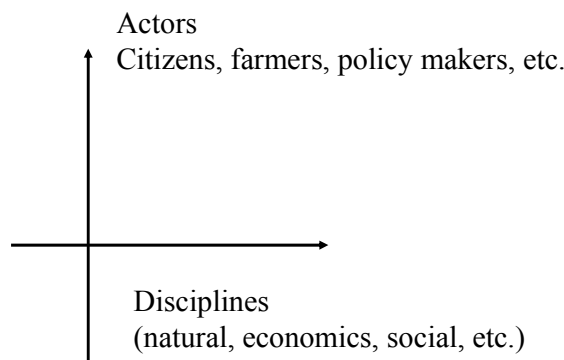 Actors
Citizens, farmers, policy makers, etc.
Disciplines
(natural, economics, social, etc.)